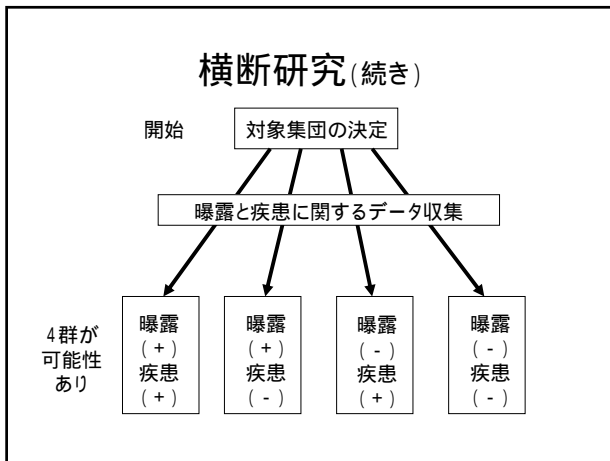 横断研究(続き)
開始
対象集団の決定
曝露と疾患に関するデータ収集
4群が
可能性
あり
曝露
(+)
疾患
(+)
曝露
(+)
疾患
(-)
曝露
(-)
疾患
(+)
曝露
(-)
疾患
(-)